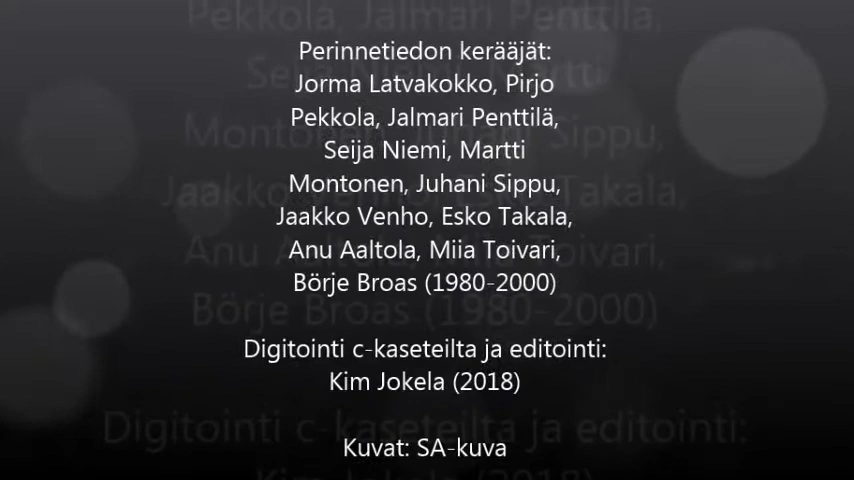 Perinnetiedon kerääjät:
Jorma Latvakokko, Pirjo
Pekkola, Jalmari Penttilä,
Seija Niemi, Martti
Montonen, Juhani Sippu,
Jaakko Venho, Esko Takala,
Anu Aaltola, Miia Toivari,
Börje Broas (1980-2000)
Digitointi c-kaseteilta ja editointi:
Kim Jokela (2018)
Kuvat: SA-kuva